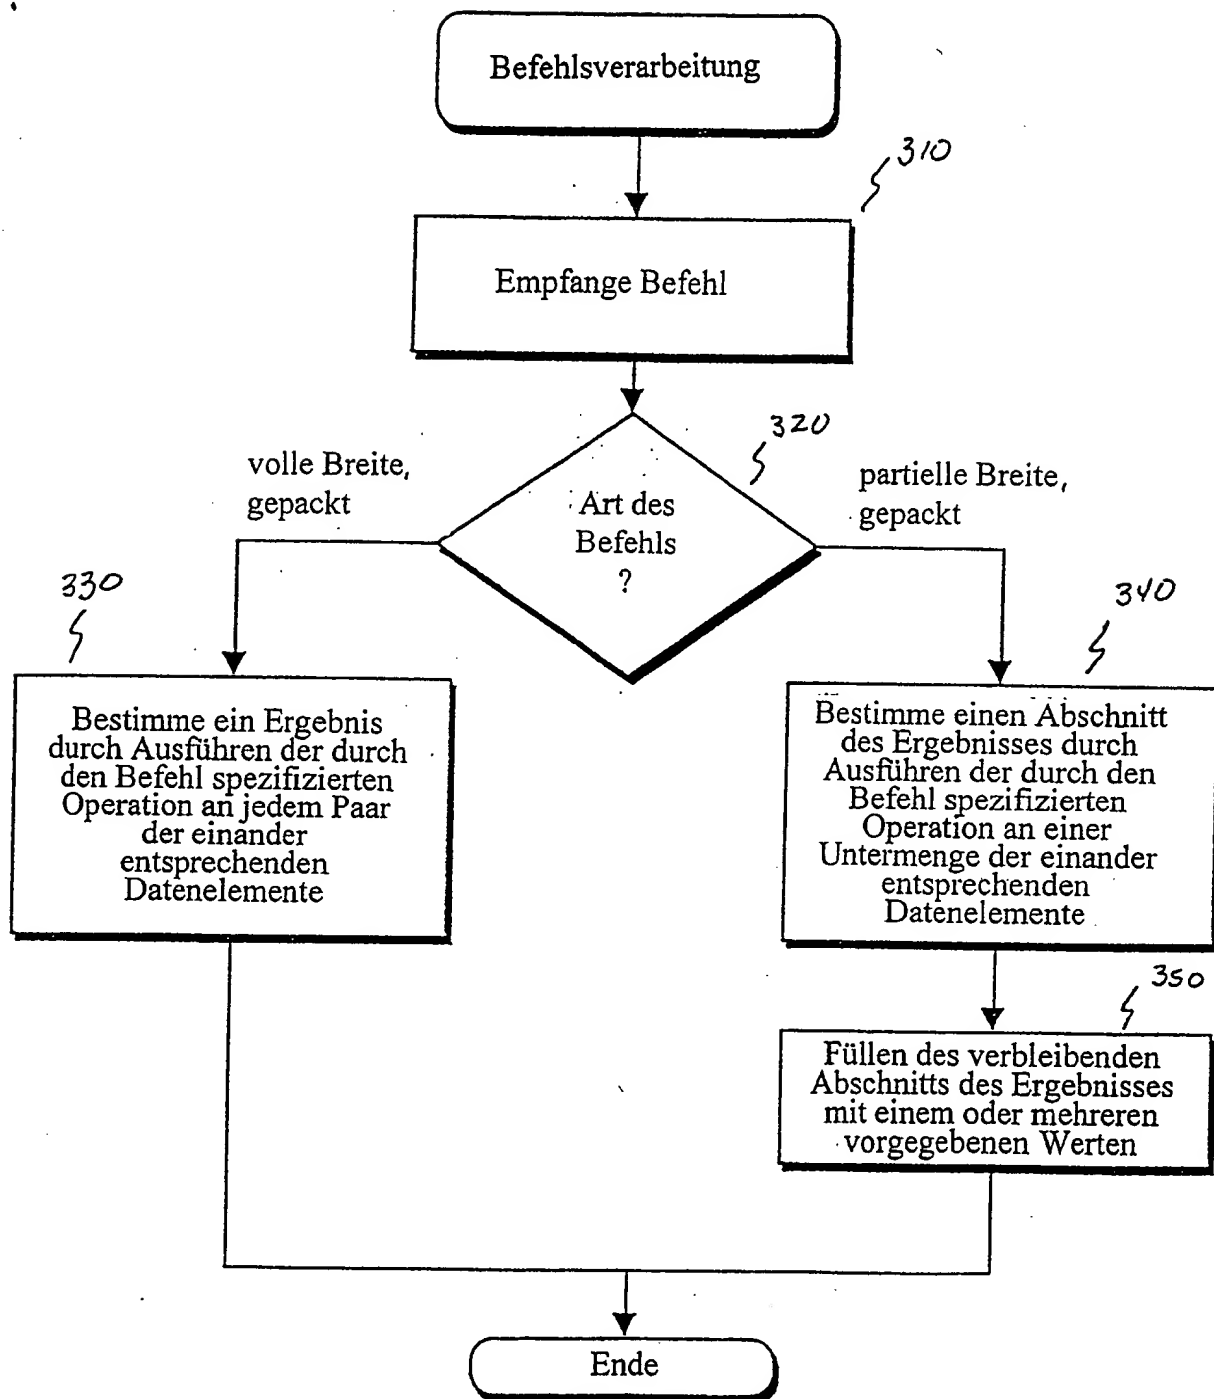 Befehlsverarbeitung
310
Empfange Befehl
320
volle Breite,
gepackt
Art des
Befehls
?
partielle Breite,
gepackt
330
340
Bestimme ein Ergebnis
durch Ausführen der durch
den Befehl spezifizierten
Operation an jedem Paar
der einander
entsprechenden
Datenelemente
Bestimme einen Abschnitt
des Ergebnisses durch
Ausführen der durch den
Befehl spezifizierten
Operation an einer
Untermenge der einander
entsprechenden
Datenelemente
350
Füllen des verbleibenden
Abschnitts des Ergebnisses
mit einem oder mehreren
vorgegebenen Werten
Ende